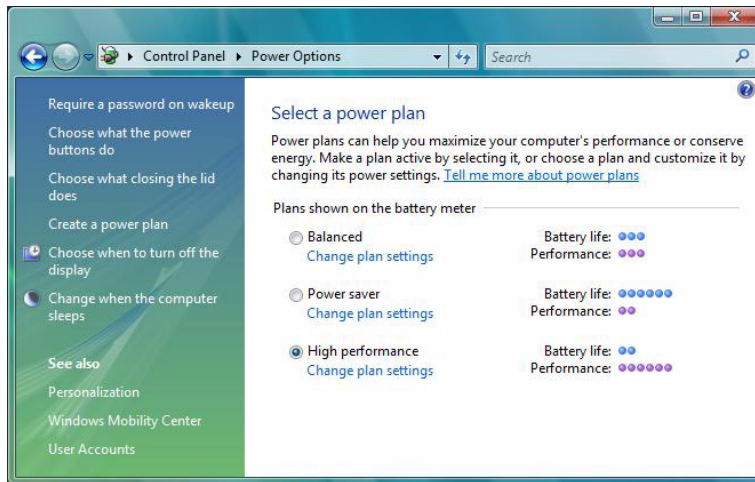 Control Panel
Power Options
Search
Require a password on wakeup
Choose what the power
buttons do
Choose what closing the lid
does
Create a power plan
Choose when to turn off the
display
Change when the computer
sleeps
See also
Personalization
Windows Mobility Center
User Accounts
Select a power plan
Power plans can help you maximize your computer's performance or conserve
energy. Make a plan active by selecting it, or choose a plan and customize it by
changing its power settings. Tell me more about power plans
Plans shown on the battery meter
Balanced
Change plan settings
Battery life:
Performance:
Power saver
Change plan settings
Battery life:
Performance:
High performance
Change plan settings
Battery life:
Performance: